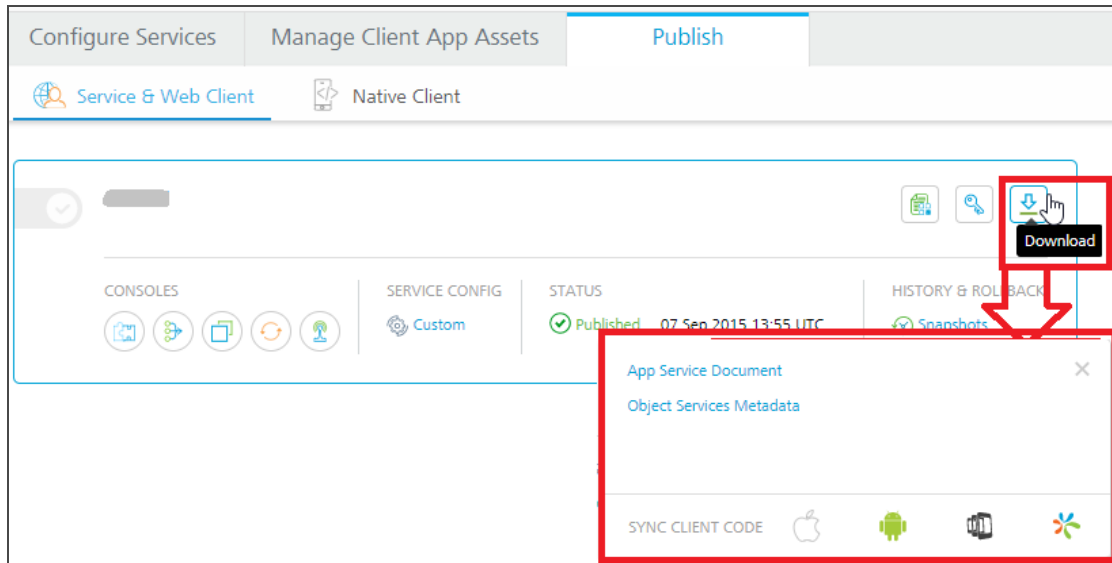 Configure Services Manage Client App Assets Publish
Service & Web Client Native Client
Download
CONSOLES SERVICE CONFIG STATUS HISTORY & ROLLBACK
Custom Published 07 Sep 2015 13:55 UTC Snapshots
App Service Document
Object Services Metadata
SYNC CLIENT CODE